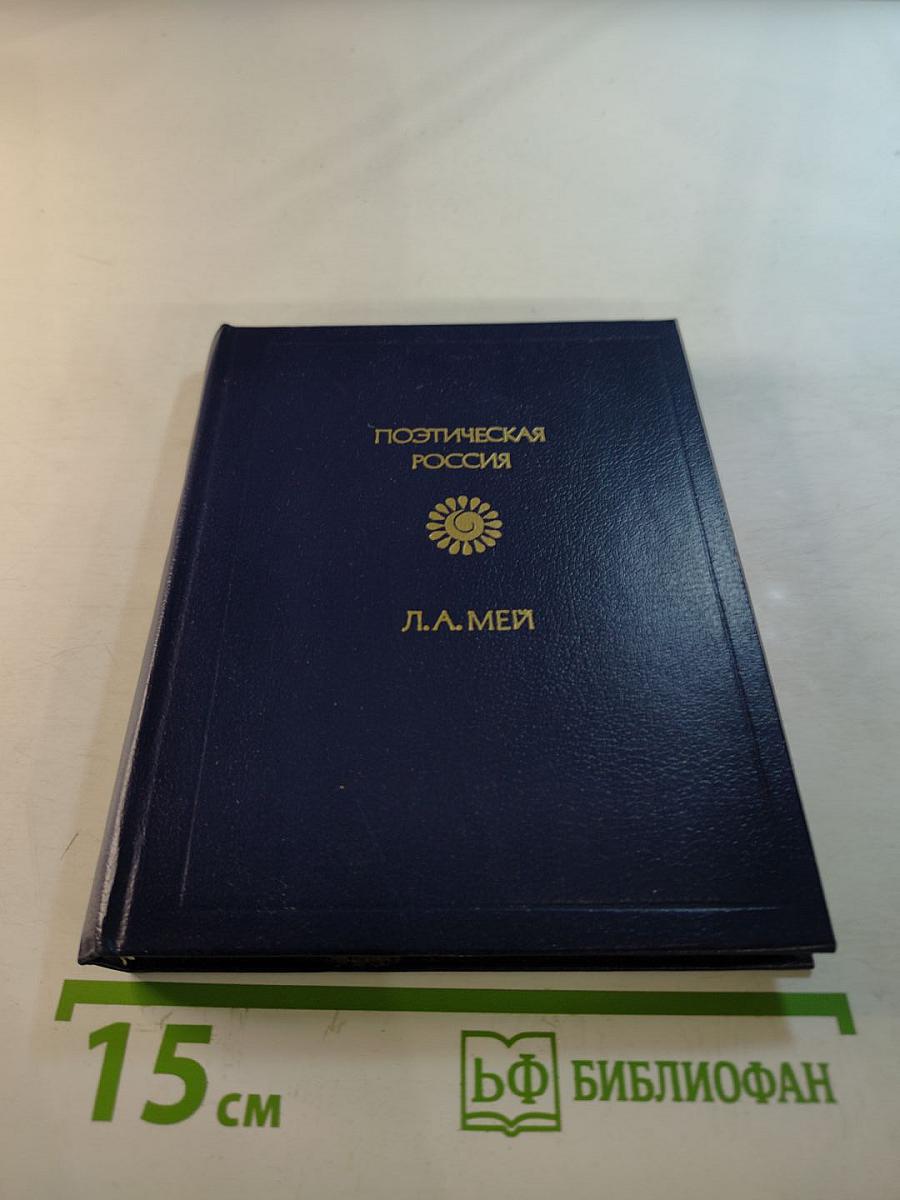 ПОЭТИЧЕСКАЯ
РОССИЯ
Л.А.МЕЙ
15 см
ЬФ БИБЛИОФАН